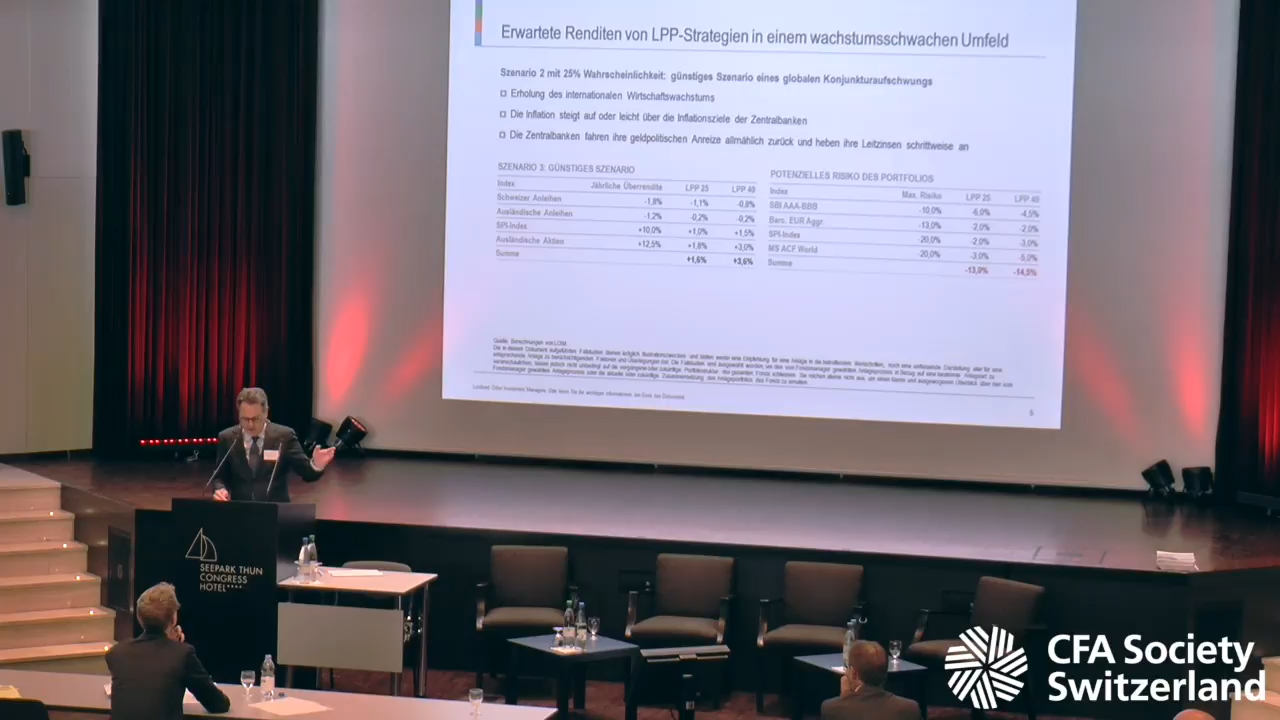 Erwartete Renditen von LPP-Strategien in einem wachstumsschwachen Umfeld
Szenario 2 mit 25% Wahrscheinlichkeit: günstiges Szenario eines globalen Konjunkturaufschwungs
Erholung des internationalen Wirtschaftswachstums
Die Inflation steigt auf oder leicht über die Inflationsziele der Zentralbanken
Die Zentralbanken fahren ihre geldpolitischen Anreize allmählich zurück und heben ihre Leitzinsen schrittweise an
SZENARIO 3: GÜNSTIGES SZENARIO
Index Jährliche Überrendite LPP 25 LPP 40
Schweizer Anleihen -1,8% -1,1% -0,8%
Ausländische Anleihen -1,2% -0,2% -0,2%
SPI-Index +10,0% +1,0% +1,5%
Ausländische Aktien +12,5% +1,8% +3,0%
Summe +1,6% +3,6%
POTENZIELLES RISIKO DES PORTFOLIOS
Index Max. Risiko LPP 25 LPP 40
SBI AAA-BBB -10,0% -6,0% -4,5%
Barc. EUR Aggr. -13,0% -2,0% -2,0%
SPI-Index -20,0% -2,0% -3,0%
MS ACF World -20,0% -3,0% -5,0%
Summe -13,0% -14,5%
SEEPARK THUN
CONGRESS
HOTEL****
CFA Society
Switzerland